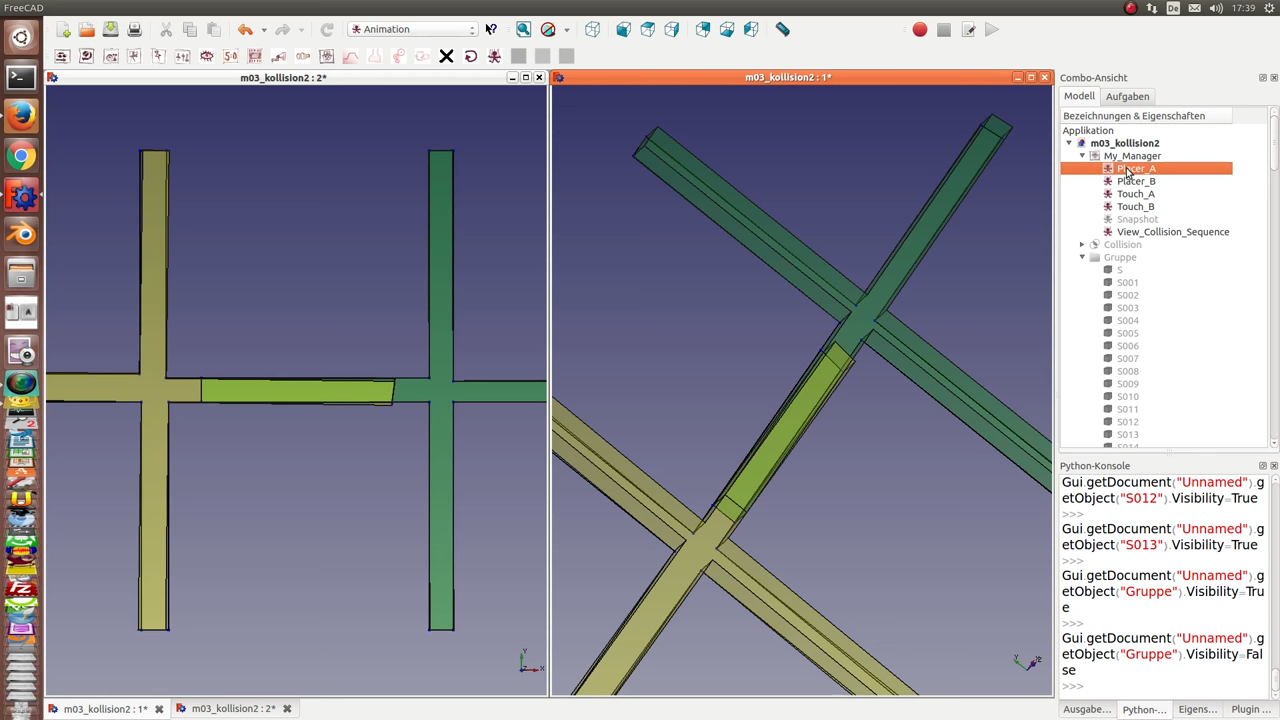 FreeCAD
De
17:39
Animation
m03_kollision2 : 2*
m03_kollision2 : 1*
Combo-Ansicht
Modell
Aufgaben
Bezeichnungen & Eigenschaften
Applikation
m03_kollision2
My_Manager
Placer_A
Placer_B
Touch_A
Touch_B
Snapshot
View_Collision_Sequence
Collision
Gruppe
S
S001
S002
S003
S004
S005
S006
S007
S008
S009
S010
S011
S012
S013
S014
Python-Konsole
Gui.getDocument("Unnamed").g
etObject("S012").Visibility=True
>>>
Gui.getDocument("Unnamed").g
etObject("S013").Visibility=True
>>>
Gui.getDocument("Unnamed").g
etObject("Gruppe").Visibility=Tru
e
>>>
Gui.getDocument("Unnamed").g
etObject("Gruppe").Visibility=Fal
se
>>>
m03_kollision2 : 1*
m03_kollision2 : 2*
Ausgabe...
Python-...
Eigens...
Plugin ...